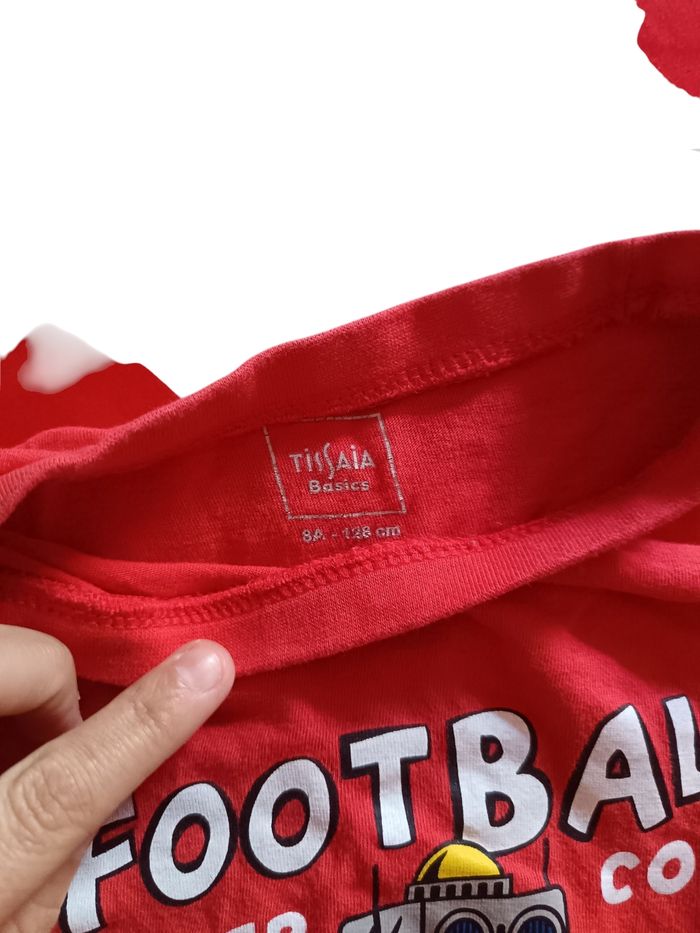 TissAiA
Basics
8A - 128 cm
FOOTBAL
CO